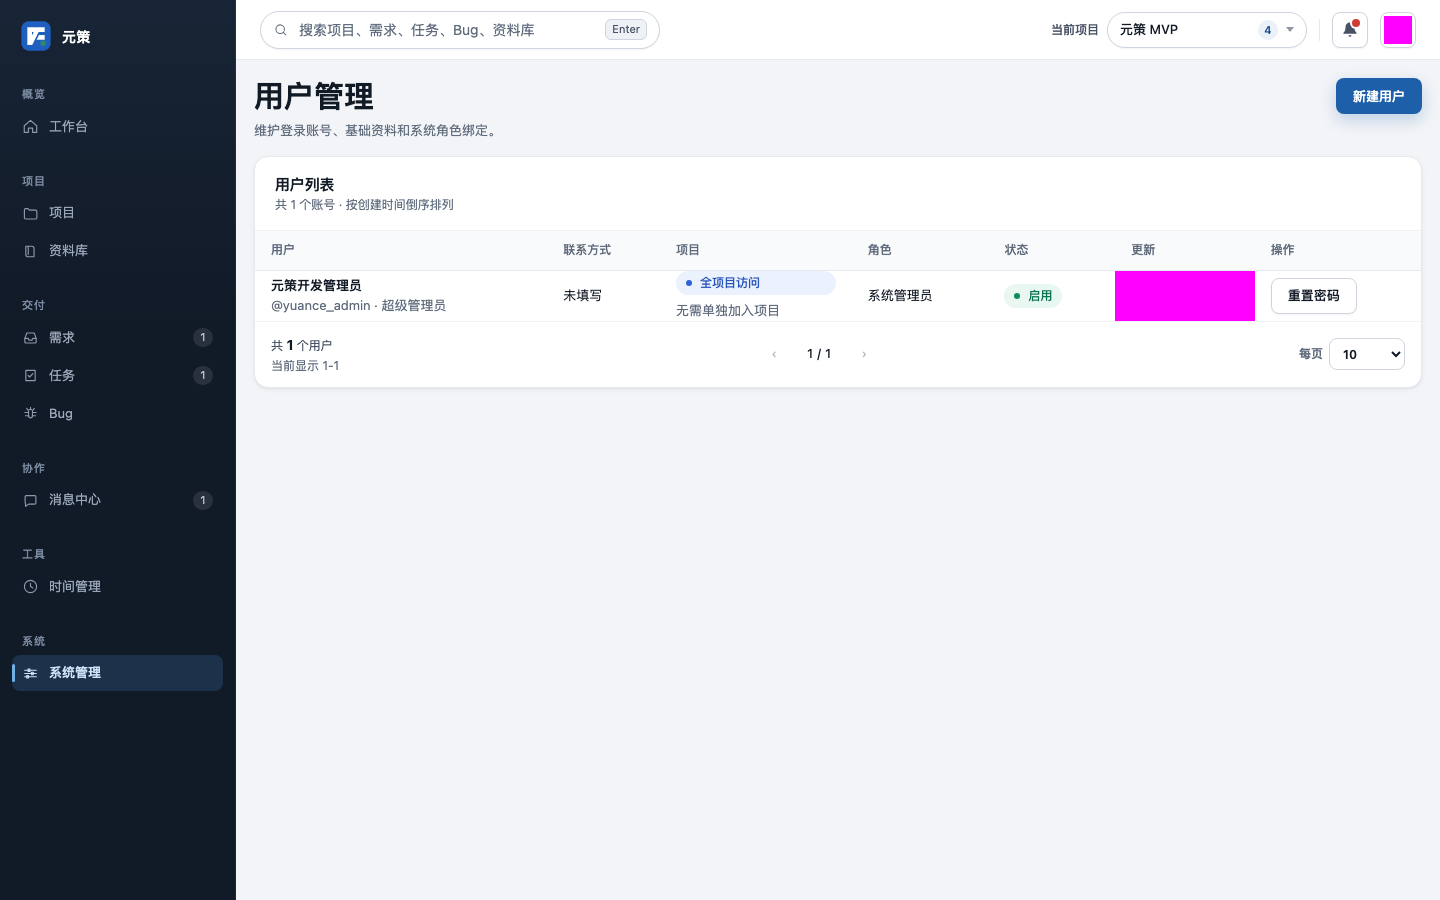 元策
搜索项目、需求、任务、Bug、资料库
Enter
当前项目
元策 MVP
4
概览
工作台
项目
项目
资料库
交付
需求
1
任务
1
Bug
协作
消息中心
1
工具
时间管理
系统
系统管理
用户管理
维护登录账号、基础资料和系统角色绑定。
新建用户
用户列表
共 1 个账号 · 按创建时间倒序排列
用户 联系方式 项目 角色 状态 更新 操作
元策开发管理员
@yuance_admin · 超级管理员
未填写
全项目访问
无需单独加入项目
系统管理员
启用
重置密码
共 1 个用户
当前显示 1-1
‹ 1 / 1 ›
每页 10